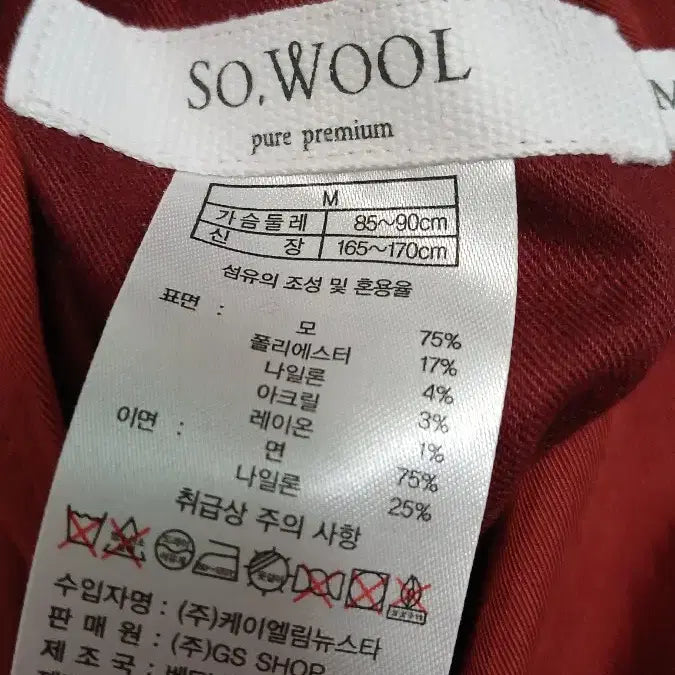 SO.WOOL
pure premium
M
M
가슴둘레 85~90cm
신 장 165~170cm
섬유의 조성 및 혼용율
표면 : 모 75%
폴리에스터 17%
나일론 4%
아크릴 3%
레이온 1%
이면 : 면 75%
나일론 25%
취급상 주의 사항
수입자명 : (주)케이엘림뉴스타
판 매 원 : (주)GS SHOP
제 조 국 :